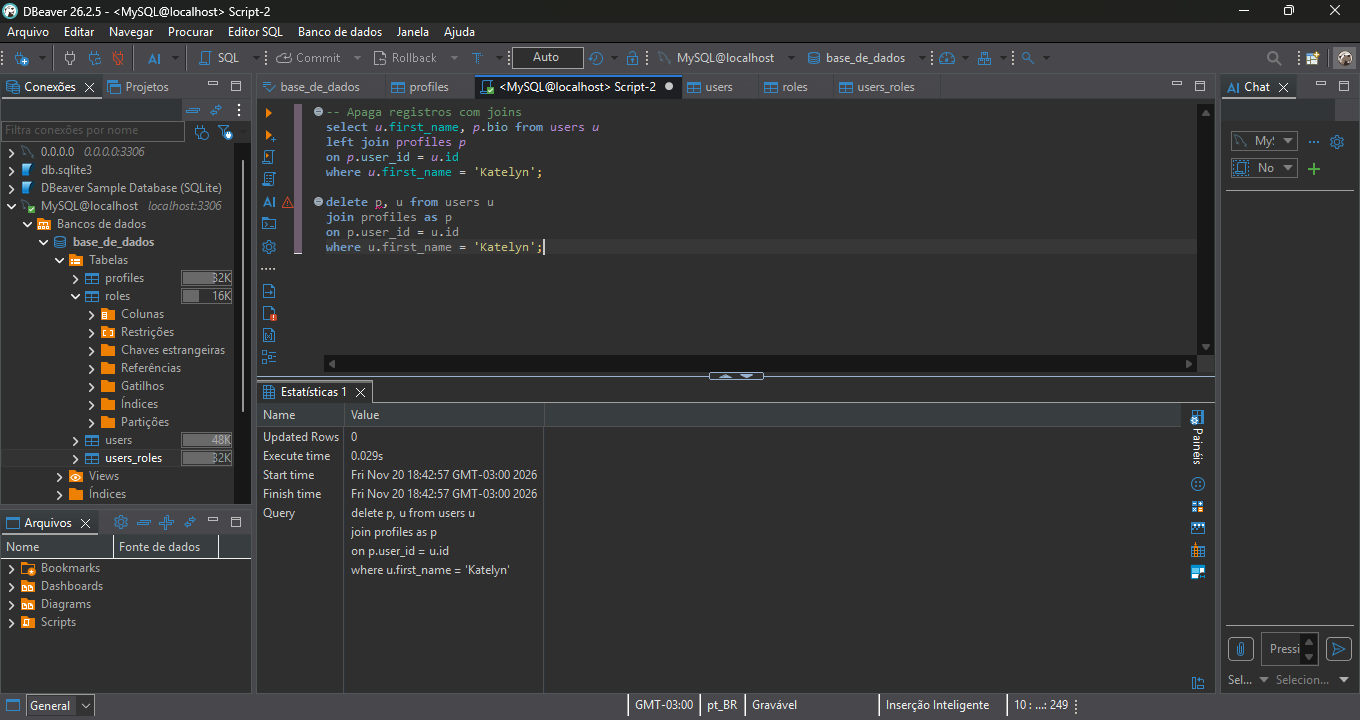 DBeaver 26.2.5 - <MySQL@localhost> Script-2
Arquivo Editar Navegar Procurar Editor SQL Banco de dados Janela Ajuda
AI SQL Commit Rollback T Auto MySQL@localhost base_de_dados
Conexões Projetos
Filtra conexões por nome
0.0.0.0 0.0.0.0:3306
db.sqlite3
DBeaver Sample Database (SQLite)
MySQL@localhost localhost:3306
Bancos de dados
base_de_dados
Tabelas
profiles 32K
roles 16K
Colunas
Restrições
Chaves estrangeiras
Referências
Gatilhos
Índices
Partições
users 48K
users_roles 32K
Views
Índices
Arquivos
Nome Fonte de dados
Bookmarks
Dashboards
Diagrams
Scripts
base_de_dados profiles <MySQL@localhost> Script-2 users roles users_roles
-- Apaga registros com joins
select u.first_name, p.bio from users u
left join profiles p
on p.user_id = u.id
where u.first_name = 'Katelyn';
AI
delete p, u from users u
join profiles as p
on p.user_id = u.id
where u.first_name = 'Katelyn';
Estatísticas 1
Name Value
Updated Rows 0
Execute time 0.029s
Start time Fri Nov 20 18:42:57 GMT-03:00 2026
Finish time Fri Nov 20 18:42:57 GMT-03:00 2026
Query delete p, u from users u
join profiles as p
on p.user_id = u.id
where u.first_name = 'Katelyn'
Painéis
AI Chat
My:
No
Pressi
Sel... Selecion...
General GMT-03:00 pt_BR Gravável Inserção Inteligente 10 : ...: 249